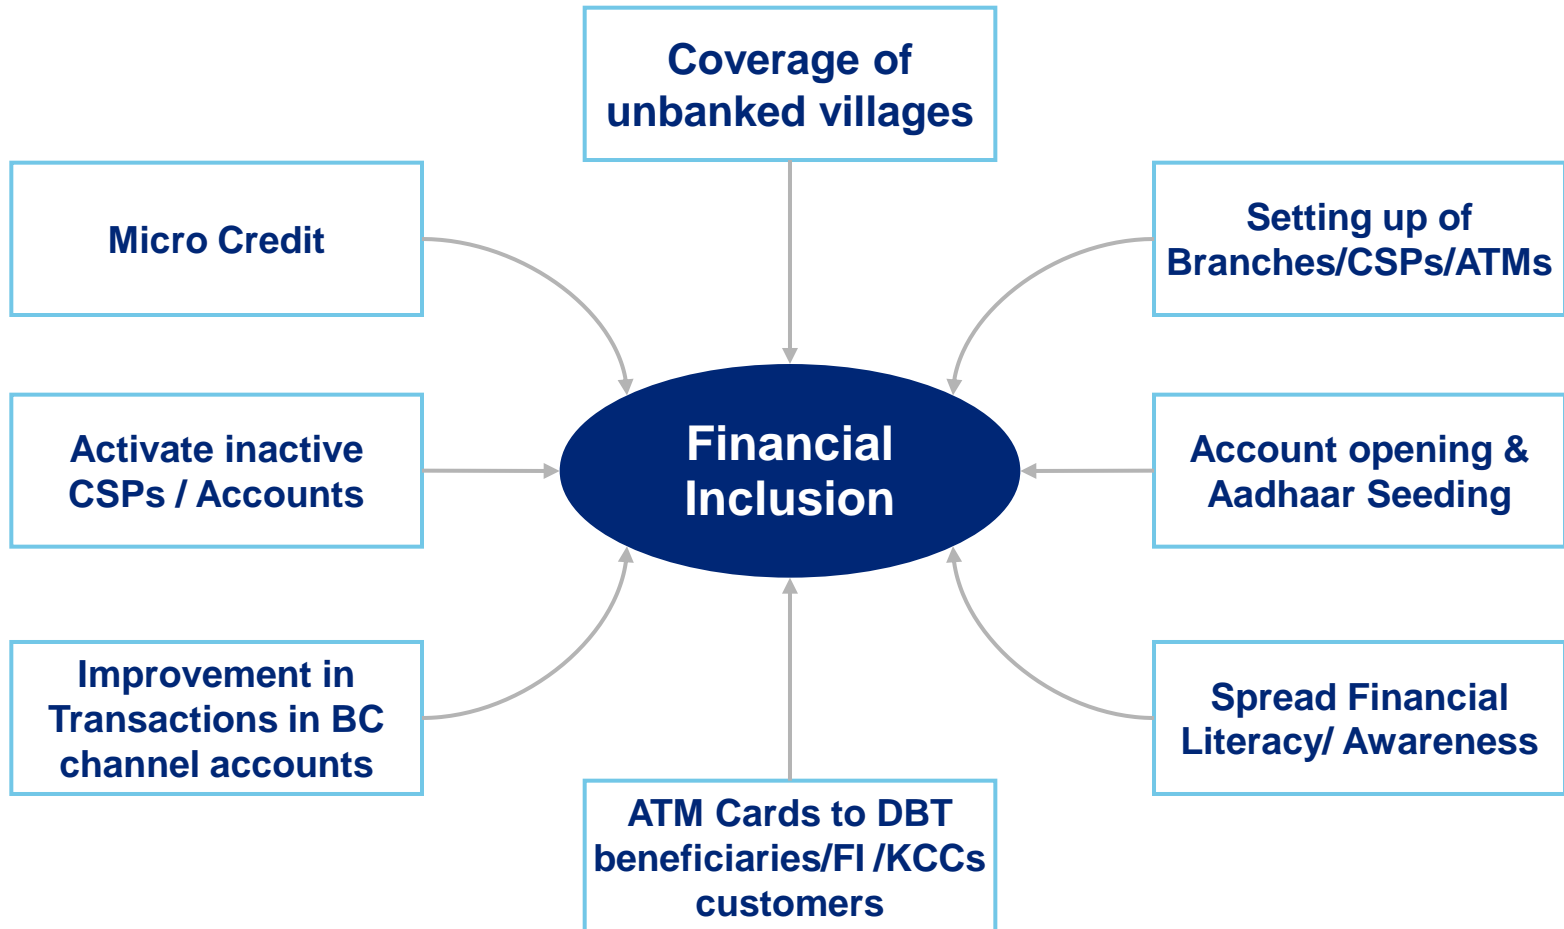 Coverage of
unbanked villages
Micro Credit
Setting up of
Branches/CSPs/ATMs
Activate inactive
CSPs / Accounts
Financial
Inclusion
Account opening &
Aadhaar Seeding
Improvement in
Transactions in BC
channel accounts
Spread Financial
Literacy/ Awareness
ATM Cards to DBT
beneficiaries/FI /KCCs
customers